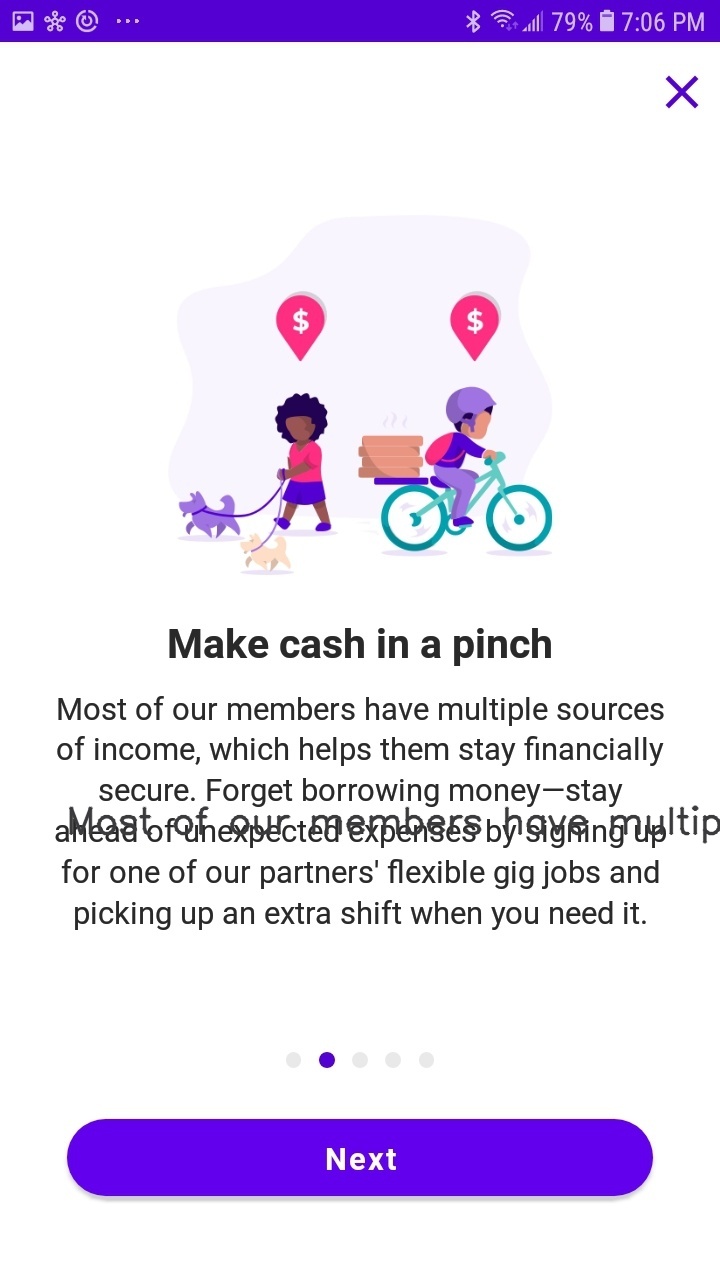 79% 7:06 PM
$ $
Make cash in a pinch
Most of our members have multiple sources
of income, which helps them stay financially
secure. Forget borrowing money—stay
Most of our members have multip
ahead of unexpected expenses by signing up
for one of our partners' flexible gig jobs and
picking up an extra shift when you need it.
Next